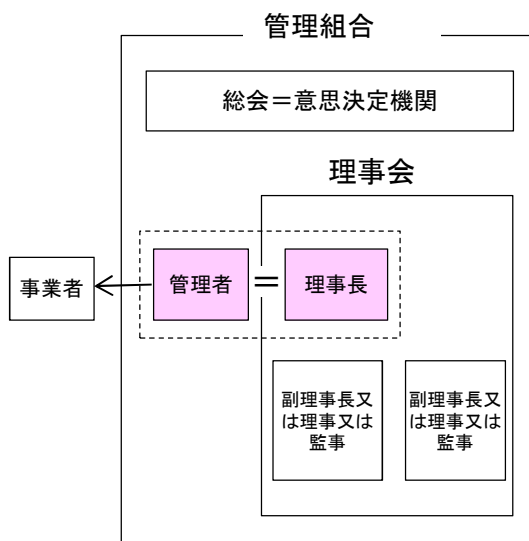 管理組合
総会＝意思決定機関
理事会
事業者
管理者
＝
理事長
副理事長又
は理事又は
監事
副理事長又
は理事又は
監事